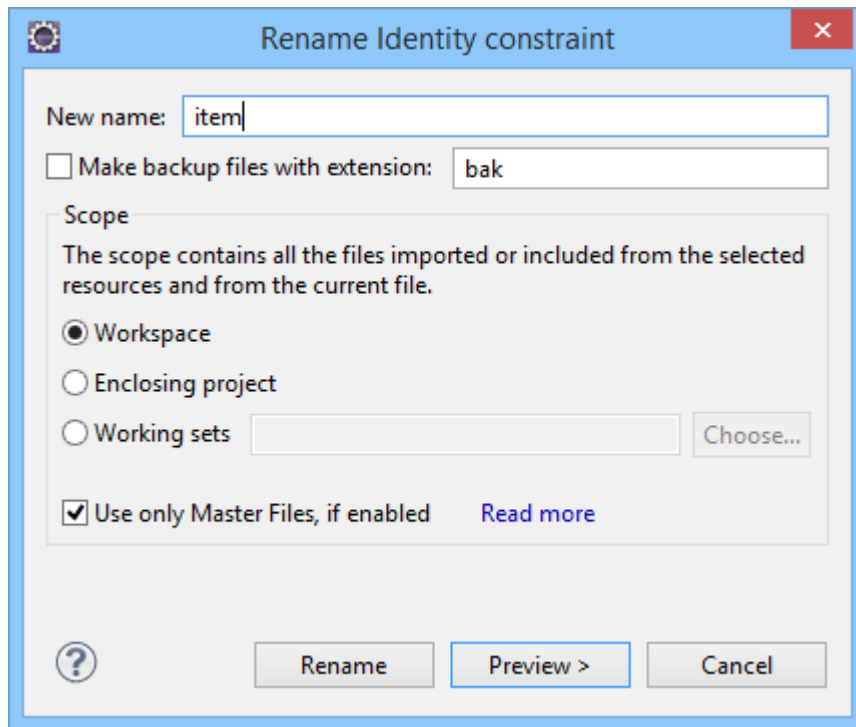 Rename Identity constraint
New name: item
Make backup files with extension: bak
Scope
The scope contains all the files imported or included from the selected
resources and from the current file.
Workspace
Enclosing project
Working sets Choose...
Use only Master Files, if enabled Read more
Rename Preview > Cancel